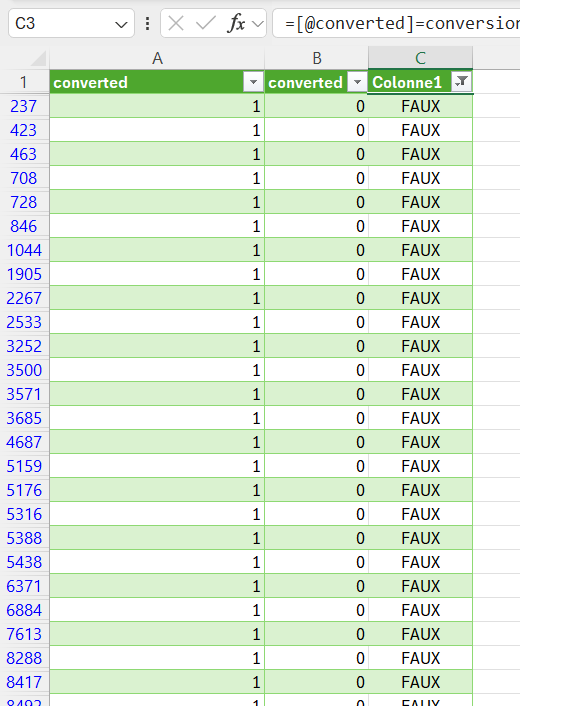 C3 fx =[@converted]=conversion
A B C
1 converted converted Colonne1
237 1 0 FAUX
423 1 0 FAUX
463 1 0 FAUX
708 1 0 FAUX
728 1 0 FAUX
846 1 0 FAUX
1044 1 0 FAUX
1905 1 0 FAUX
2267 1 0 FAUX
2533 1 0 FAUX
3252 1 0 FAUX
3500 1 0 FAUX
3571 1 0 FAUX
3685 1 0 FAUX
4687 1 0 FAUX
5159 1 0 FAUX
5176 1 0 FAUX
5316 1 0 FAUX
5388 1 0 FAUX
5438 1 0 FAUX
6371 1 0 FAUX
6884 1 0 FAUX
7613 1 0 FAUX
8288 1 0 FAUX
8417 1 0 FAUX
8492 1 0 FAUX